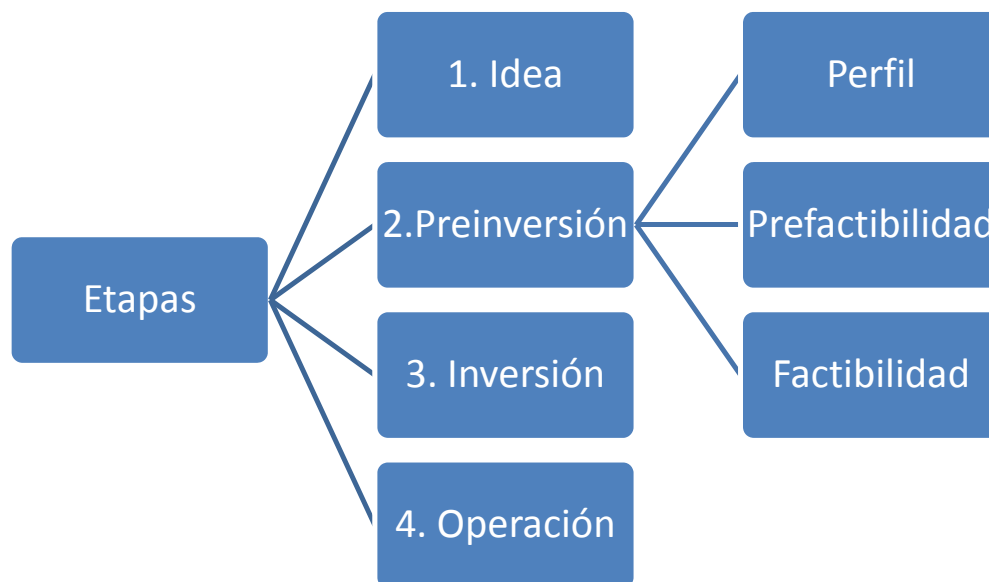 Etapas
1. Idea
2.Preinversión
3. Inversión
4. Operación
Perfil
Prefactibilidad
Factibilidad